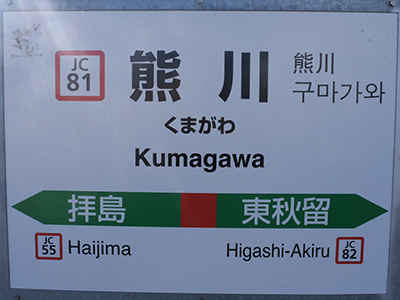 JC
81
熊川
熊川
구마가와
くまがわ
Kumagawa
拝島
東秋留
JC
55
Haijima
Higashi-Akiru
JC
82